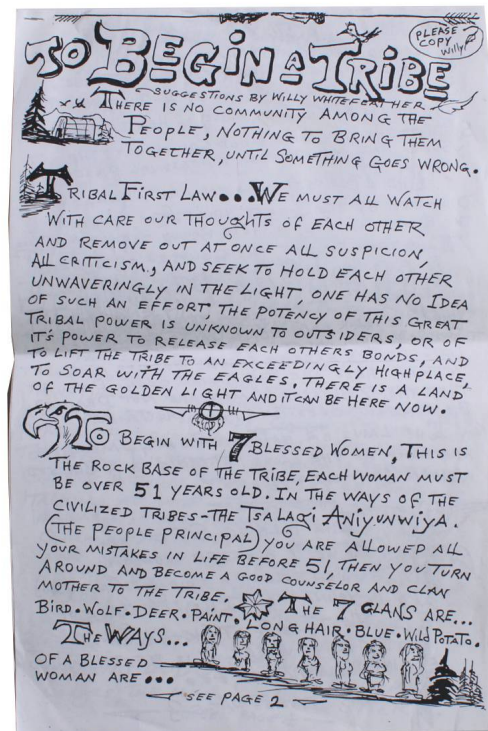 PLEASE
COPY
Willy
TO BEGIN A TRIBE
SUGGESTIONS BY WILLY WHITEFEATHER
THERE IS NO COMMUNITY AMONG THE
PEOPLE, NOTHING TO BRING THEM
TOGETHER, UNTIL SOMETHING GOES WRONG.
TRIBAL FIRST LAW... WE MUST ALL WATCH
WITH CARE OUR THOUGHTS OF EACH OTHER
AND REMOVE OUT AT ONCE ALL SUSPICION,
ALL CRITICISM, AND SEEK TO HOLD EACH OTHER
UNWAVERINGLY IN THE LIGHT, ONE HAS NO IDEA
OF SUCH AN EFFORT, THE POTENCY OF THIS GREAT
TRIBAL POWER IS UNKNOWN TO OUTSIDERS, OR OF
IT'S POWER TO RELEASE EACH OTHERS BONDS, AND
TO LIFT THE TRIBE TO AN EXCEEDINGLY HIGH PLACE,
TO SOAR WITH THE EAGLES, THERE IS A LAND
OF THE GOLDEN LIGHT AND IT CAN BE HERE NOW.
TO BEGIN WITH 7 BLESSED WOMEN, THIS IS
THE ROCK BASE OF THE TRIBE, EACH WOMAN MUST
BE OVER 51 YEARS OLD. IN THE WAYS OF THE
CIVILIZED TRIBES-THE TSALAGI ANIYUNWIYA.
(THE PEOPLE PRINCIPAL) YOU ARE ALLOWED ALL
YOUR MISTAKES IN LIFE BEFORE 51, THEN YOU TURN
AROUND AND BECOME A GOOD COUNSELOR AND CLAN
MOTHER TO THE TRIBE. THE 7 CLANS ARE...
BIRD. WOLF. DEER. PAINT. LONG HAIR. BLUE. WILD POTATO.
THE WAYS...
OF A BLESSED
WOMAN ARE...
SEE PAGE 2